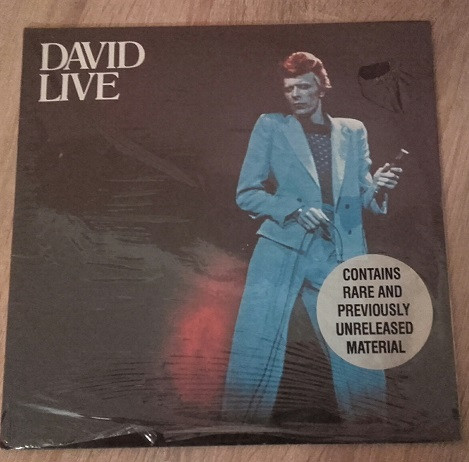 DAVID
LIVE
CONTAINS
RARE AND
PREVIOUSLY
UNRELEASED
MATERIAL